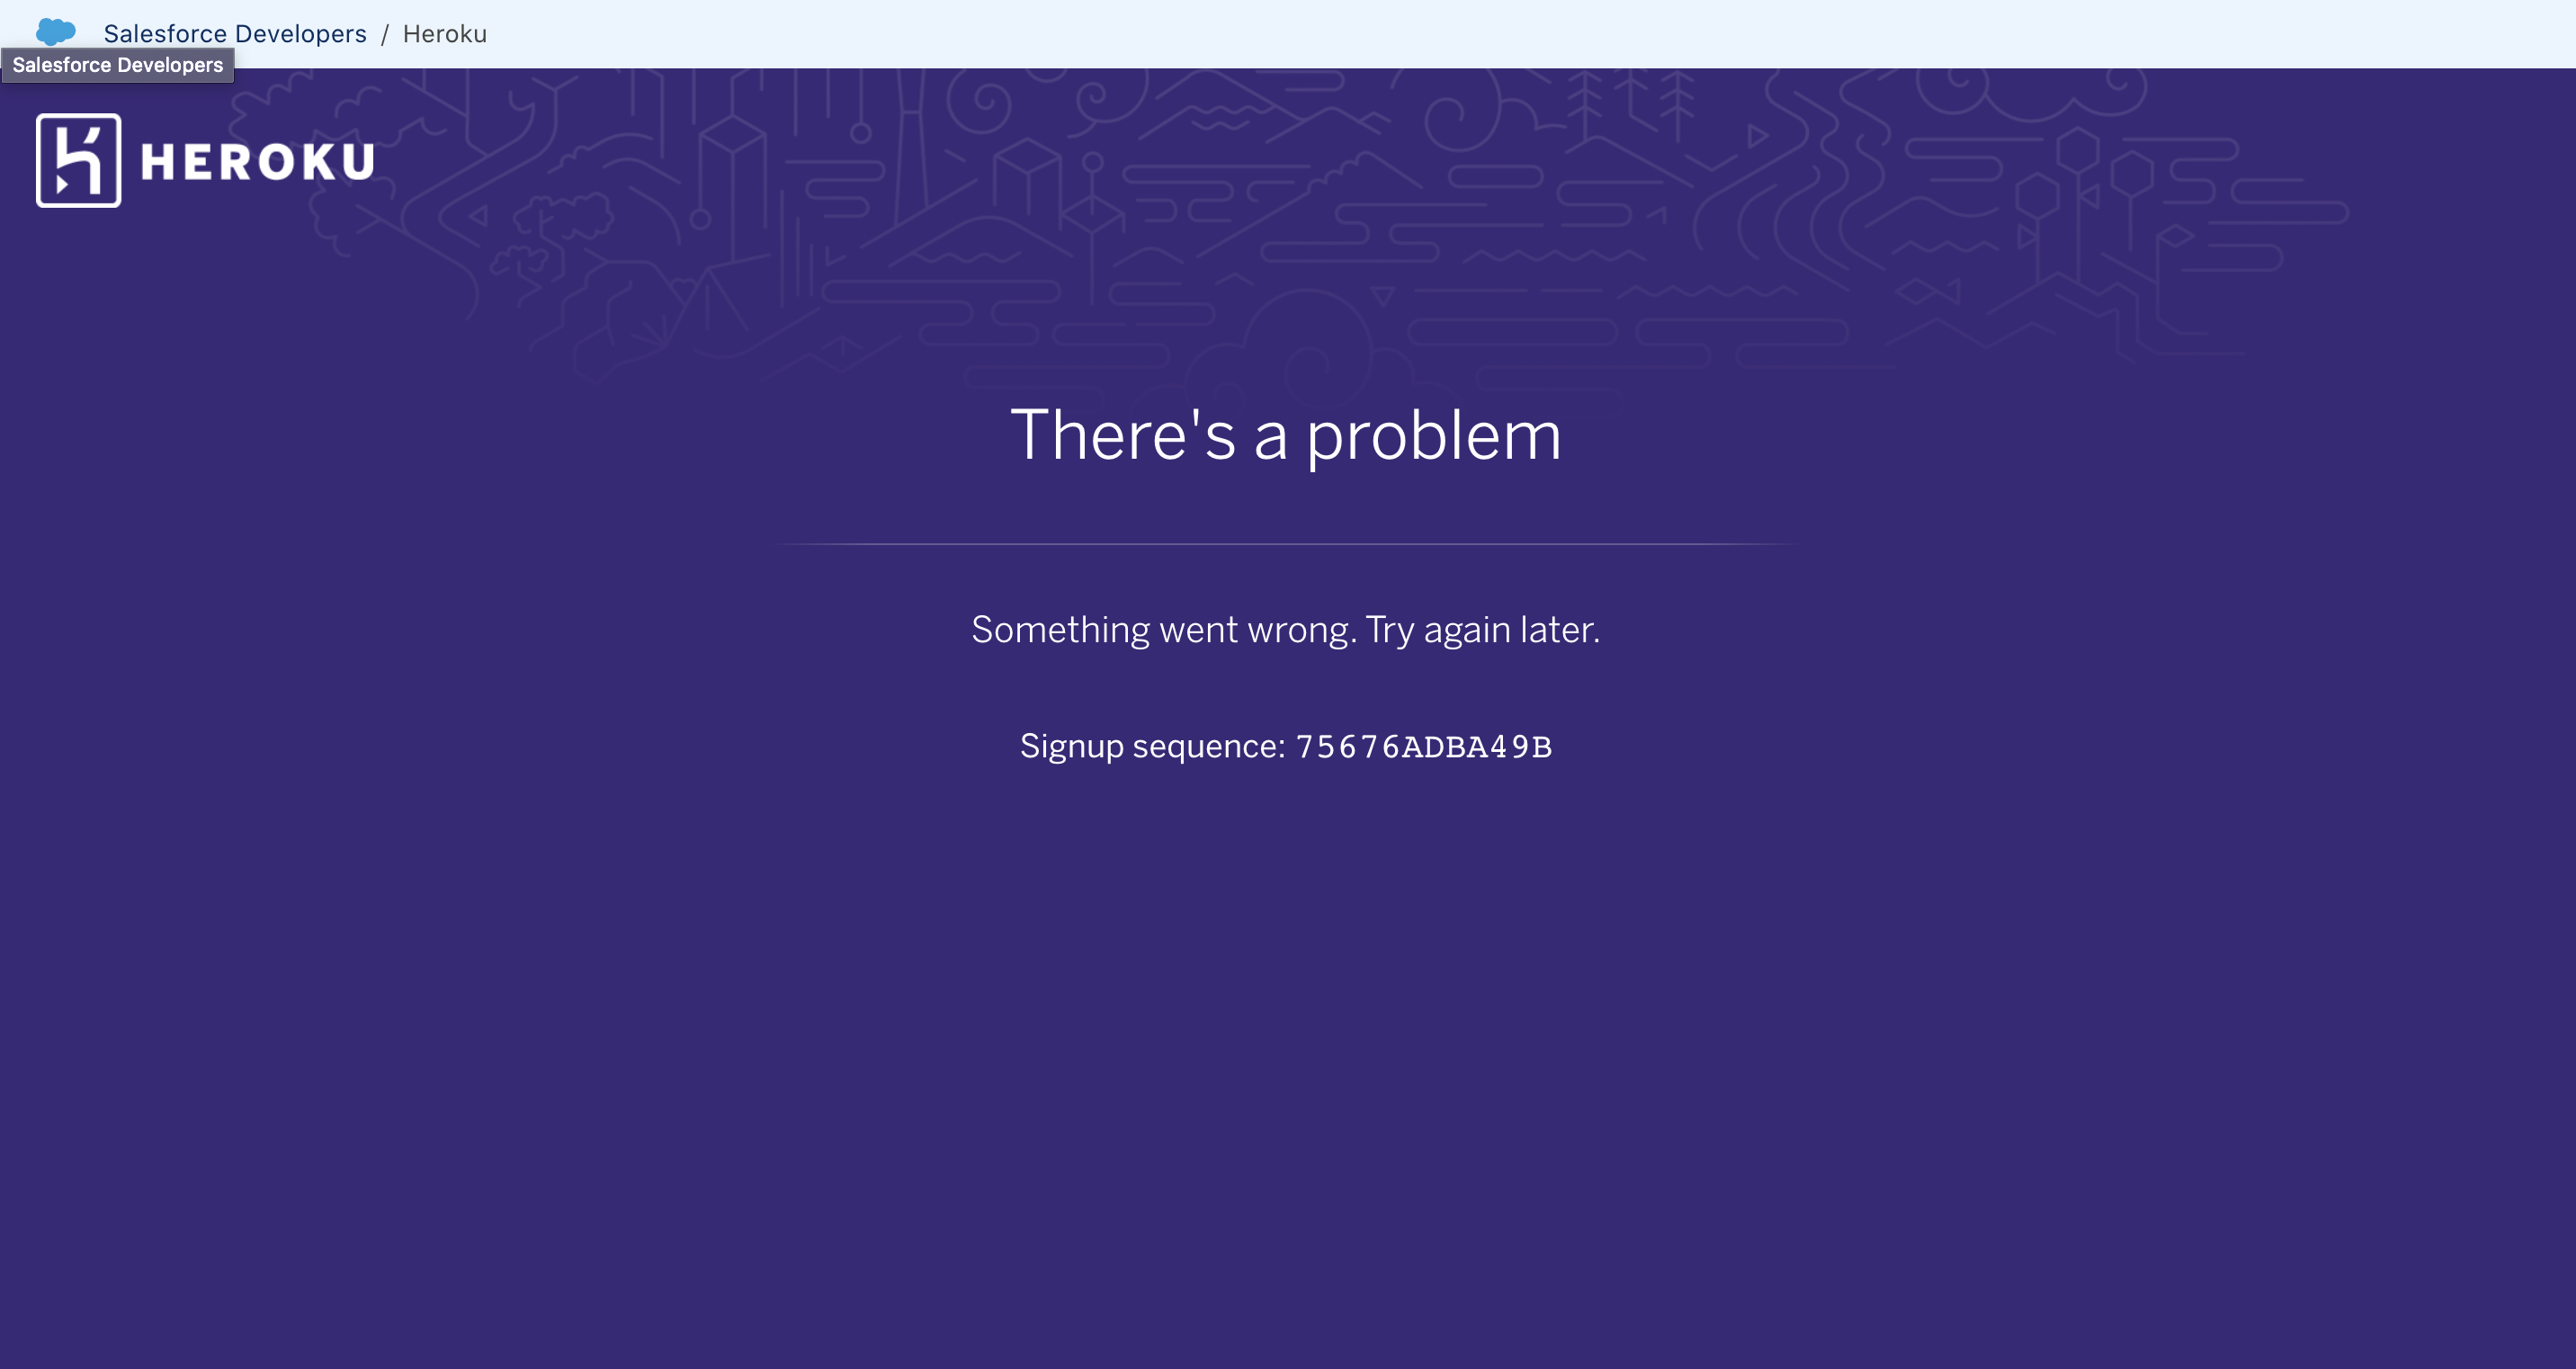 Salesforce Developers / Heroku
Salesforce Developers
HEROKU
There's a problem
Something went wrong. Try again later.
Signup sequence: 75676ADBA49B